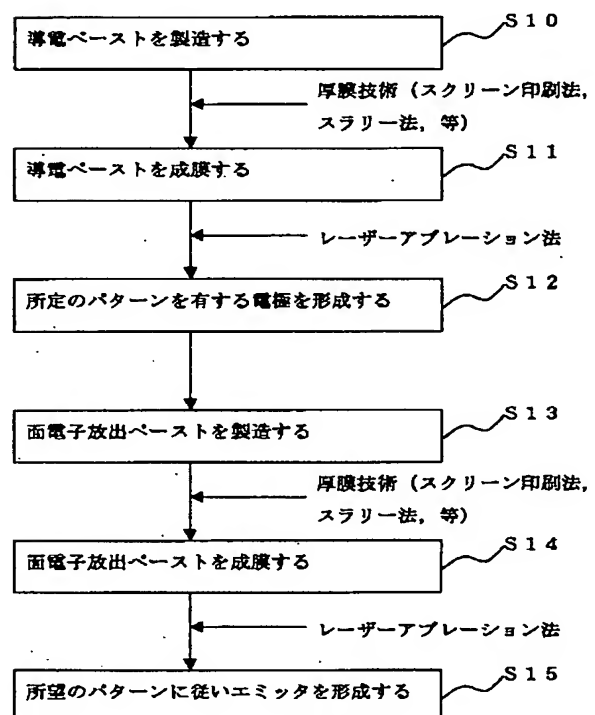 S10
導電ペーストを製造する
厚膜技術（スクリーン印刷法，
スラリー法，等）
S11
導電ペーストを成膜する
レーザーアブレーション法
S12
所定のパターンを有する電極を形成する
S13
面電子放出ペーストを製造する
厚膜技術（スクリーン印刷法，
スラリー法，等）
S14
面電子放出ペーストを成膜する
レーザーアブレーション法
S15
所望のパターンに従いエミッタを形成する